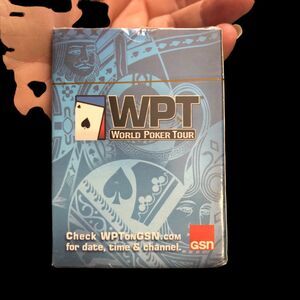 WPT
World Poker Tour
Check WPTonGSN.com
for date, time & channel.
GSN